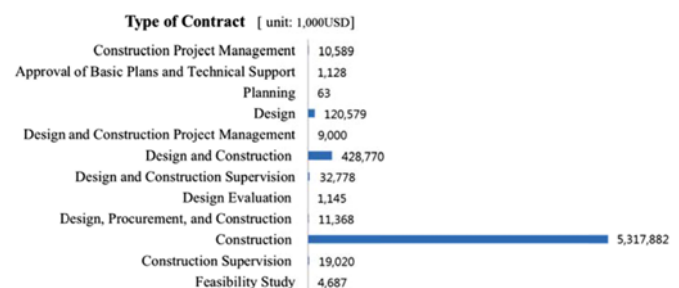 Type of Contract [ unit: 1,000USD]
Construction Project Management 10,589
Approval of Basic Plans and Technical Support 1,128
Planning 63
Design 120,579
Design and Construction Project Management 9,000
Design and Construction 428,770
Design and Construction Supervision 32,778
Design Evaluation 1,145
Design, Procurement, and Construction 11,368
Construction 5,317,882
Construction Supervision 19,020
Feasibility Study 4,687